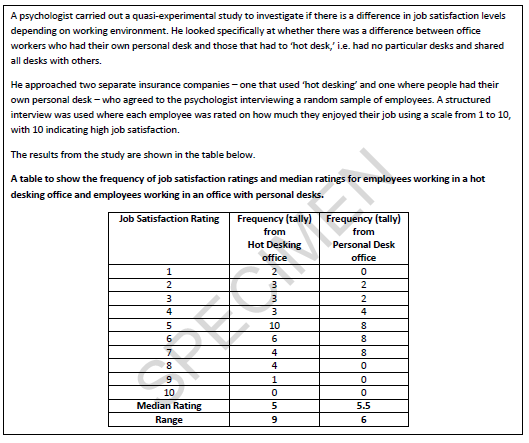 A psychologist carried out a quasi-experimental study to investigate if there is a difference in job satisfaction levels
depending on working environment. He looked specifically at whether there was a difference between office
workers who had their own personal desk and those that had to ‘hot desk,’ i.e. had no particular desks and shared
all desks with others.
He approached two separate insurance companies – one that used ‘hot desking’ and one where people had their
own personal desk – who agreed to the psychologist interviewing a random sample of employees. A structured
interview was used where each employee was rated on how much they enjoyed their job using a scale from 1 to 10,
with 10 indicating high job satisfaction.
The results from the study are shown in the table below.
A table to show the frequency of job satisfaction ratings and median ratings for employees working in a hot
desking office and employees working in an office with personal desks.
Job Satisfaction Rating Frequency (tally) from Hot Desking office Frequency (tally) from Personal Desk office
1 2 0
2 3 2
3 3 2
4 3 4
5 10 8
6 6 8
7 4 8
8 4 0
9 1 0
10 0 0
Median Rating 5 5.5
Range 9 6
SPECIMEN